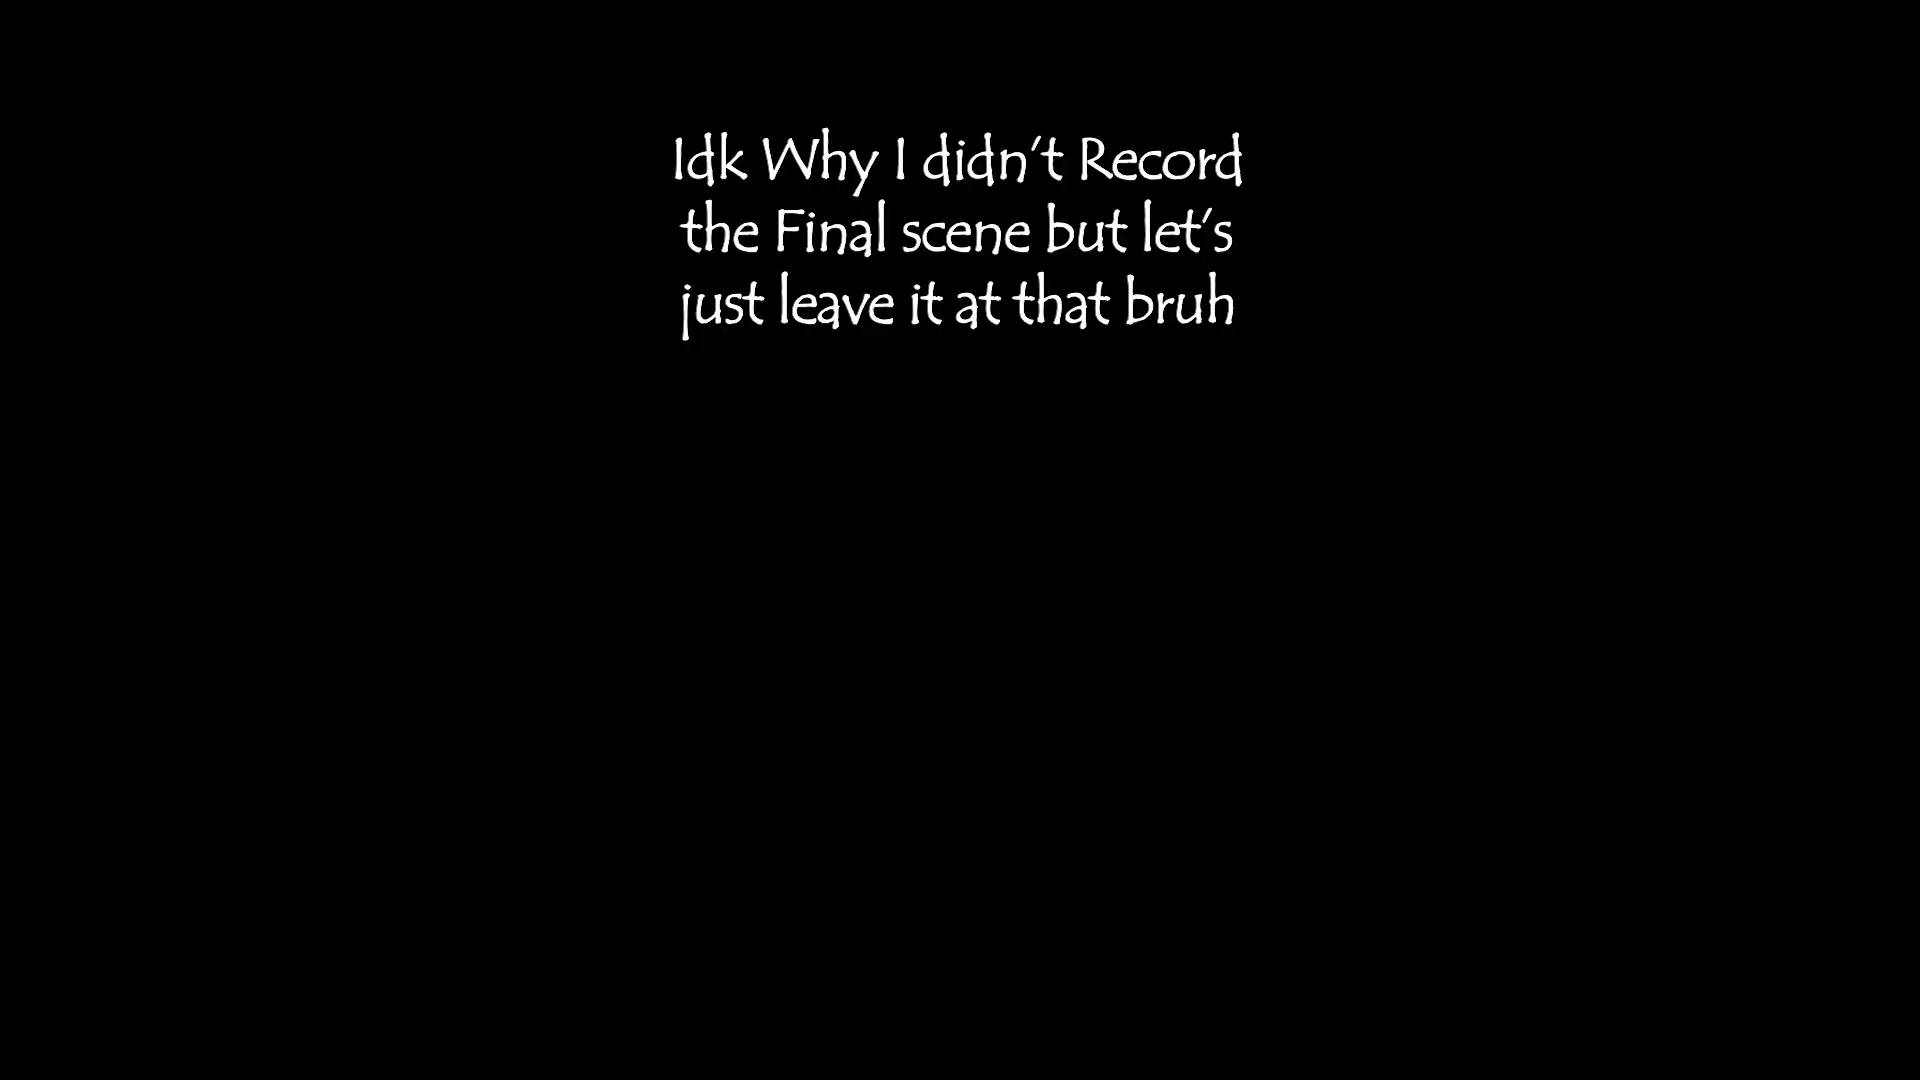 Idk Why I didn't Record
the Final scene but let's
just leave it at that bruh